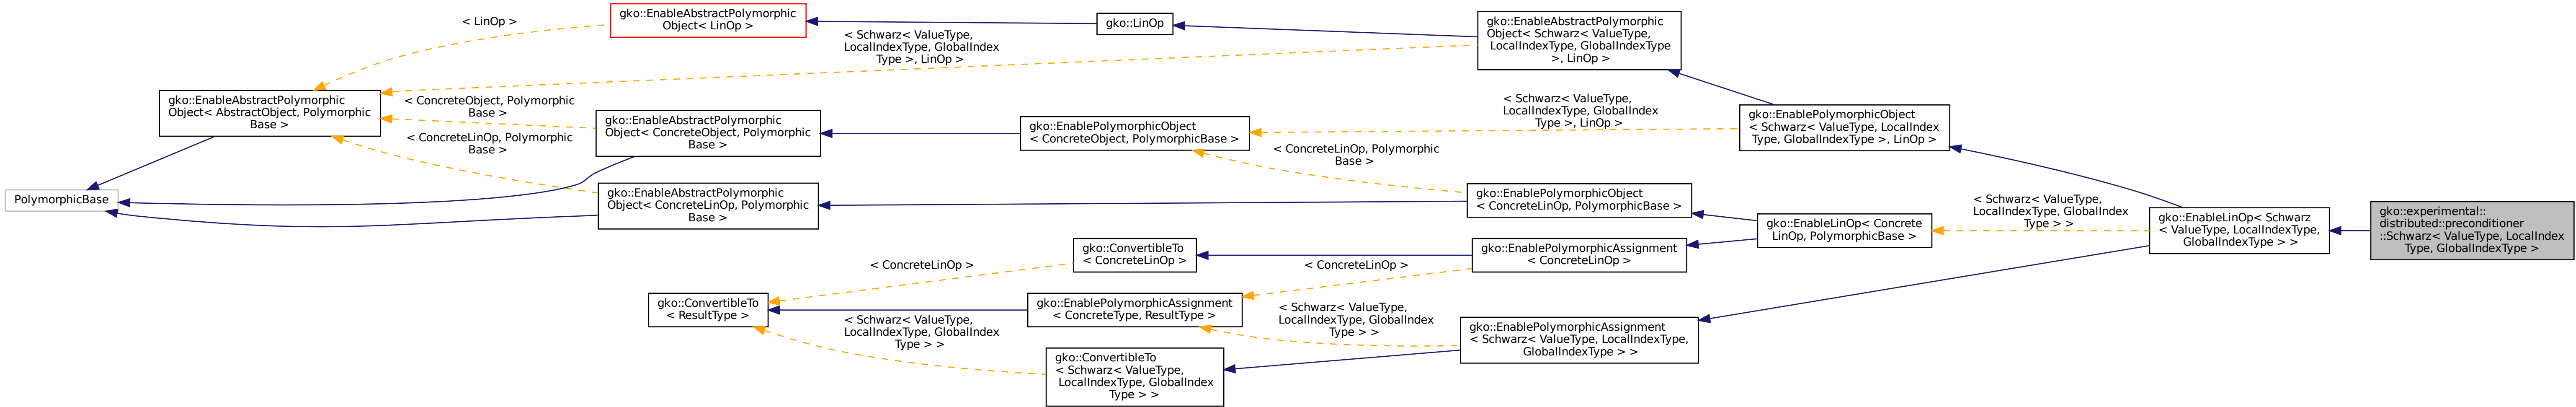 PolymorphicBase
gko::EnableAbstractPolymorphic
Object< AbstractObject, Polymorphic
Base >
< LinOp >
gko::EnableAbstractPolymorphic
Object< LinOp >
gko::LinOp
< Schwarz< ValueType,
LocalIndexType, GlobalIndex
Type >, LinOp >
gko::EnableAbstractPolymorphic
Object< Schwarz< ValueType,
LocalIndexType, GlobalIndexType
>, LinOp >
< ConcreteObject, Polymorphic
Base >
gko::EnableAbstractPolymorphic
Object< ConcreteObject, Polymorphic
Base >
< ConcreteLinOp, Polymorphic
Base >
gko::EnableAbstractPolymorphic
Object< ConcreteLinOp, Polymorphic
Base >
gko::EnablePolymorphicObject
< ConcreteObject, PolymorphicBase >
< Schwarz< ValueType,
LocalIndexType, GlobalIndex
Type >, LinOp >
gko::EnablePolymorphicObject
< Schwarz< ValueType, LocalIndex
Type, GlobalIndexType >, LinOp >
< ConcreteLinOp, Polymorphic
Base >
gko::EnablePolymorphicObject
< ConcreteLinOp, PolymorphicBase >
gko::EnableLinOp< Concrete
LinOp, PolymorphicBase >
< Schwarz< ValueType,
LocalIndexType, GlobalIndex
Type > >
gko::EnableLinOp< Schwarz
< ValueType, LocalIndexType,
GlobalIndexType > >
gko::experimental::
distributed::preconditioner
::Schwarz< ValueType, LocalIndex
Type, GlobalIndexType >
gko::ConvertibleTo
< ResultType >
< ConcreteLinOp >
gko::ConvertibleTo
< ConcreteLinOp >
gko::EnablePolymorphicAssignment
< ConcreteType, ResultType >
< ConcreteLinOp >
gko::EnablePolymorphicAssignment
< ConcreteLinOp >
< Schwarz< ValueType,
LocalIndexType, GlobalIndex
Type > >
gko::ConvertibleTo
< Schwarz< ValueType,
LocalIndexType, GlobalIndex
Type > >
< Schwarz< ValueType,
LocalIndexType, GlobalIndex
Type > >
gko::EnablePolymorphicAssignment
< Schwarz< ValueType, LocalIndexType,
GlobalIndexType > >